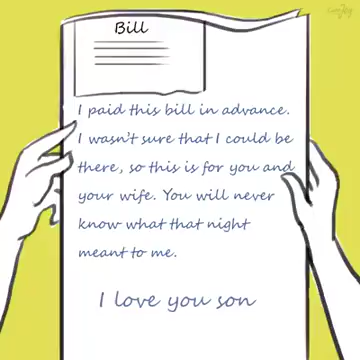 Bill
I paid this bill in advance.
I wasn't sure that I could be
there, so this is for you and
your wife. You will never
know what that night
meant to me.
I love you son